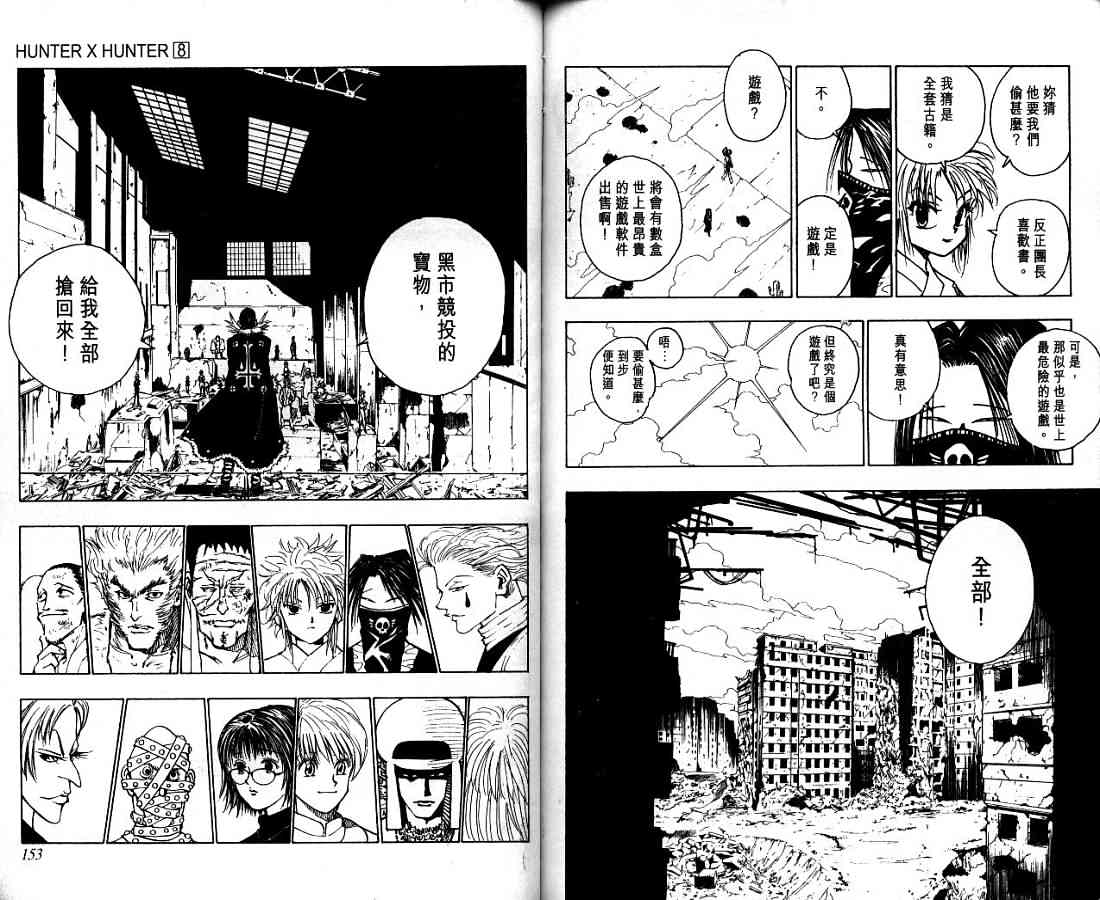 妳猜
他要我們
偷甚麼？
反正團長
喜歡書。
我猜是
全套古籍。
不。
定是
遊戲！
遊戲？
將會有數盒
世上最昂貴
的遊戲軟件
出售啊！
可是，
那似乎也是世上
最危險的遊戲。
真有意思！
但終究是個
遊戲了吧？
唔…
要偷甚麼，
到步
便知道。
全部！
HUNTER X HUNTER 8
黑市競投的
寶物，
給我全部
搶回來！
153